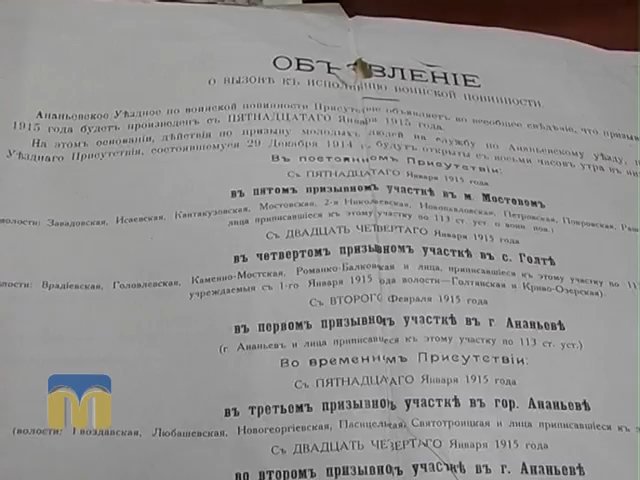 ОБЪЯВЛЕНІЕ
О ВЫЗОВѢ КЪ ИСПОЛНЕНІЮ ВОИНСКОЙ ПОВИННОСТИ.
Ананьевское Уѣздное по воинской повинности Присутствіе объявляетъ во всеобщее свѣдѣніе, что призывъ
1915 года будетъ произведенъ съ ПЯТНАДЦАТАГО Января 1915 года.
На этомъ основаніи, дѣйствія по призыву молодыхъ людей на службу по Ананьевскому уѣзду,
Уѣзднаго Присутствія, состоявшемуся 29 Декабря 1914 г. будутъ открыты съ восьми часовъ утра въ
Въ постоянномъ Присутствіи:
Съ ПЯТНАДЦАТАГО Января 1915 года
въ пятомъ призывномъ участкѣ въ м. Мостовомъ
волости: Завадовская, Исаевская, Кантакузовская, Мостовская, 2-я Николаевская, Новопавловская, Петровская, Покровская,
лица приписавшіеся къ этому участку по 113 ст. уст. о воин пов.)
Съ ДВАДЦАТЬ ЧЕТВЕРТАГО Января 1915 года
въ четвертомъ призывномъ участкѣ въ с. Голтѣ
волости: Врадіевская, Головлевская, Каменно-Мостская, Романко-Балковская и лица, приписавшіеся къ этому участку по
учреждаемыя съ 1-го Января 1915 года волости—Голтянская и Криво-Озерская).
Съ ВТОРОГО Февраля 1915 года
въ первомъ призывномъ участкѣ въ г Ананьевѣ
(г. Ананьевъ и лица приписавшіеся къ этому участку по 113 ст. уст.)
Во временномъ Присутствіи:
Съ ПЯТНАДЦАГО Января 1915 года
въ третьемъ призывномъ участкѣ въ гор. Ананьевѣ
(волости: Гвоздавская, Любашевская, Новогеоргіевская, Пасицельская, Святотроицкая и лица приписавшіеся къ
Съ ДВАДЦАТЬ ЧЕЗЕРТАГО Января 1915 года
во второмъ призывномъ участкѣ въ г. Ананьевѣ